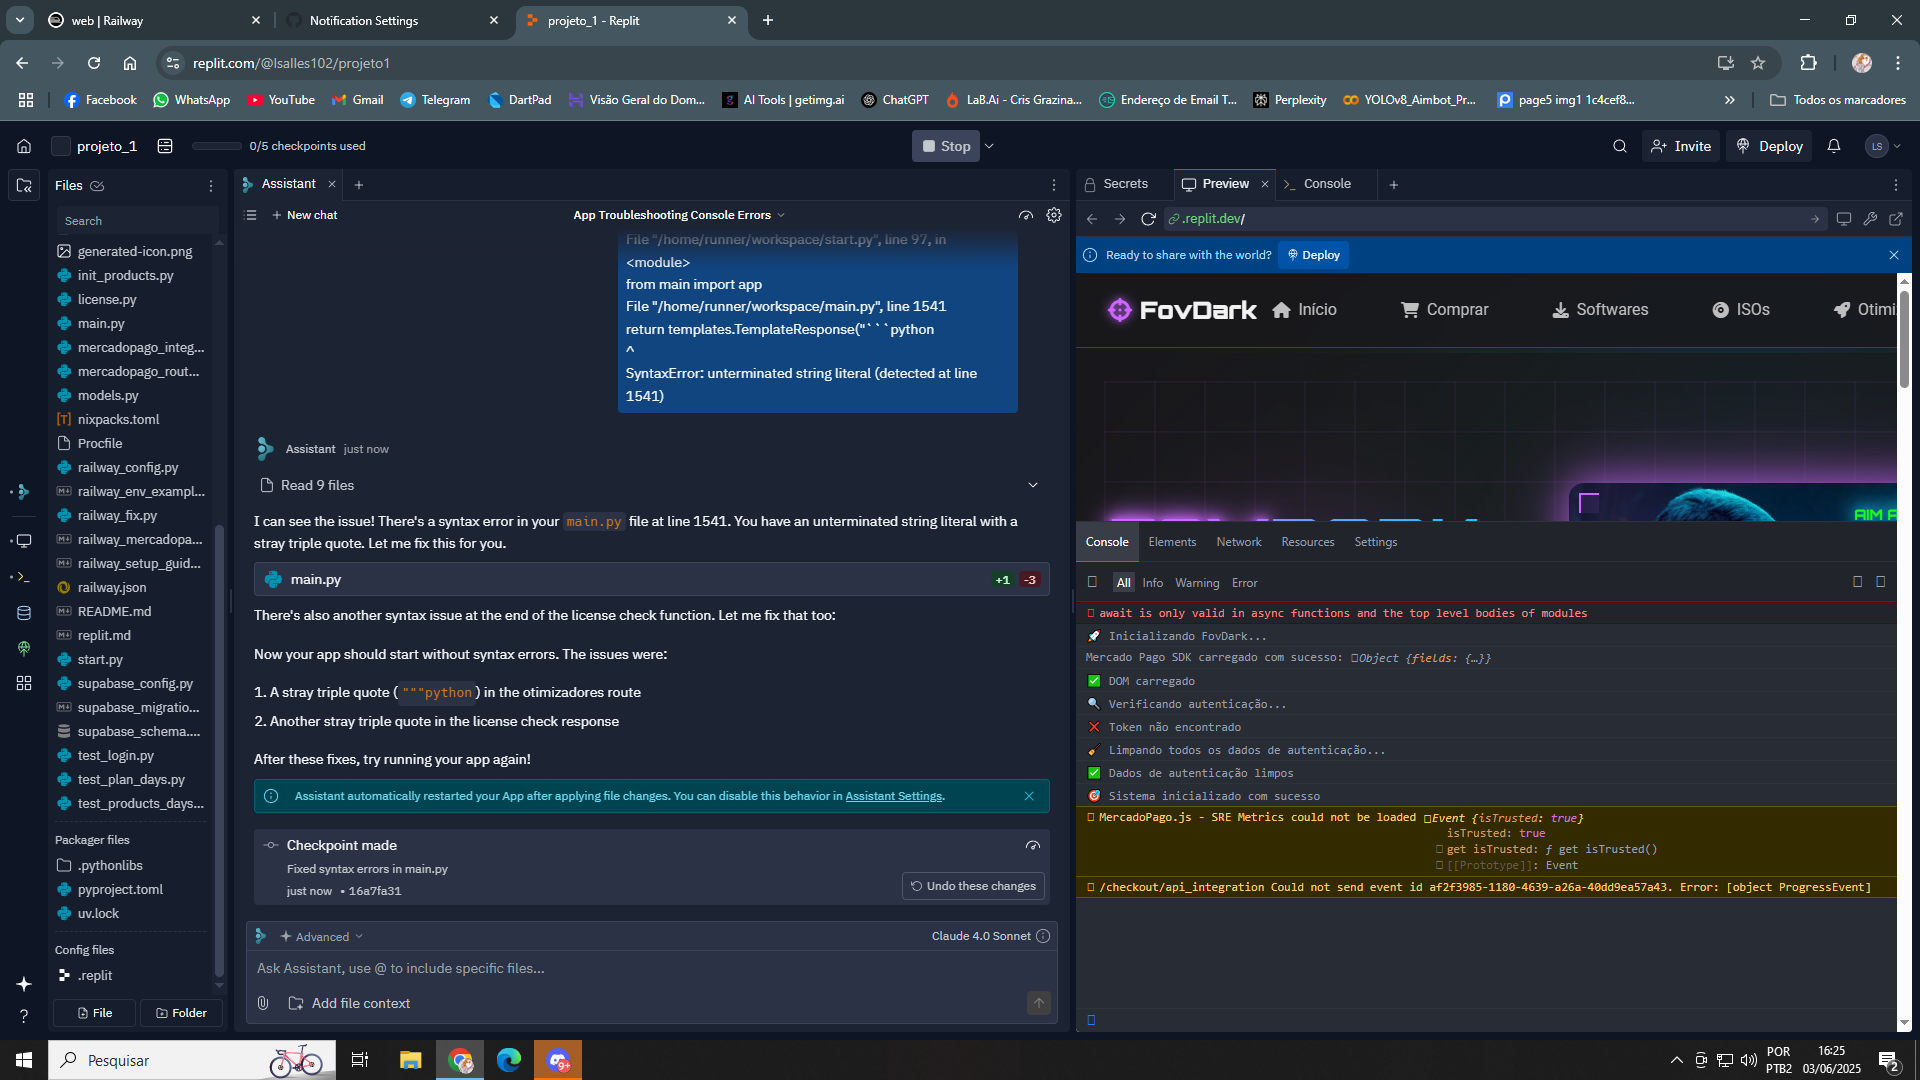 web | Railway
Notification Settings
projeto_1 - Replit
replit.com/@lsalles102/projeto1
Facebook
WhatsApp
YouTube
Gmail
Telegram
DartPad
Visão Geral do Dom...
AI Tools | getimg.ai
ChatGPT
LaB.Ai - Cris Grazina...
Endereço de Email T...
Perplexity
YOLOv8_Aimbot_Pr...
page5 img1 1c4cef8...
Todos os marcadores
projeto_1
0/5 checkpoints used
Stop
Invite
Deploy
LS
Files
Search
generated-icon.png
init_products.py
license.py
main.py
mercadopago_integ...
mercadopago_rout...
models.py
nixpacks.toml
Procfile
railway_config.py
railway_env_exampl...
railway_fix.py
railway_mercadopa...
railway_setup_guid...
railway.json
README.md
replit.md
start.py
supabase_config.py
supabase_migratio...
supabase_schema....
test_login.py
test_plan_days.py
test_products_days...
Packager files
.pythonlibs
pyproject.toml
uv.lock
Config files
.replit
File
Folder
Assistant
New chat
App Troubleshooting Console Errors
File "/home/runner/workspace/start.py", line 97, in
<module>
from main import app
File "/home/runner/workspace/main.py", line 1541
return templates.TemplateResponse("```python
^
SyntaxError: unterminated string literal (detected at line
1541)
Assistant just now
Read 9 files
I can see the issue! There's a syntax error in your main.py file at line 1541. You have an unterminated string literal with a
stray triple quote. Let me fix this for you.
main.py
+1 -3
There's also another syntax issue at the end of the license check function. Let me fix that too:
Now your app should start without syntax errors. The issues were:
1. A stray triple quote ( """python ) in the otimizadores route
2. Another stray triple quote in the license check response
After these fixes, try running your app again!
Assistant automatically restarted your App after applying file changes. You can disable this behavior in Assistant Settings.
Checkpoint made
Fixed syntax errors in main.py
just now • 16a7fa31
Undo these changes
Advanced
Claude 4.0 Sonnet
Ask Assistant, use @ to include specific files...
Add file context
Secrets
Preview
Console
.replit.dev/
Ready to share with the world?
Deploy
FovDark
Início
Comprar
Softwares
ISOs
Otimi
AIM A
Console
Elements
Network
Resources
Settings
All
Info
Warning
Error
await is only valid in async functions and the top level bodies of modules
🚀 Inicializando FovDark...
Mercado Pago SDK carregado com sucesso: Object {fields: {…}}
✅ DOM carregado
🔍 Verificando autenticação...
❌ Token não encontrado
🧹 Limpando todos os dados de autenticação...
✅ Dados de autenticação limpos
🎯 Sistema inicializado com sucesso
MercadoPago.js - SRE Metrics could not be loaded Event {isTrusted: true}
isTrusted: true
get isTrusted: ƒ get isTrusted()
[[Prototype]]: Event
/checkout/api_integration Could not send event id af2f3985-1180-4639-a26a-40dd9ea57a43. Error: [object ProgressEvent]
Pesquisar
9+
POR
PTB2
16:25
03/06/2025
2